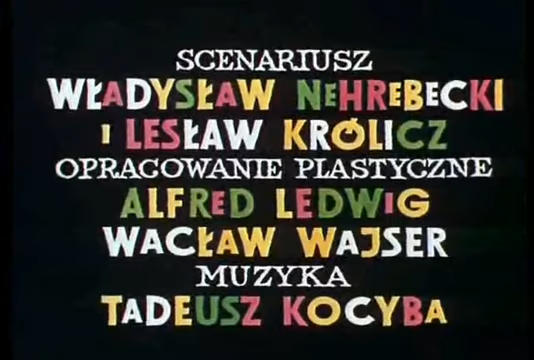 SCENARIUSZ
WŁADYSŁAW NEHREBECKI
I LESŁAW KRÓLICZ
OPRACOWANIE PLASTYCZNE
ALFRED LEDWIG
WACŁAW WAJSER
MUZYKA
TADEUSZ KOCYBA